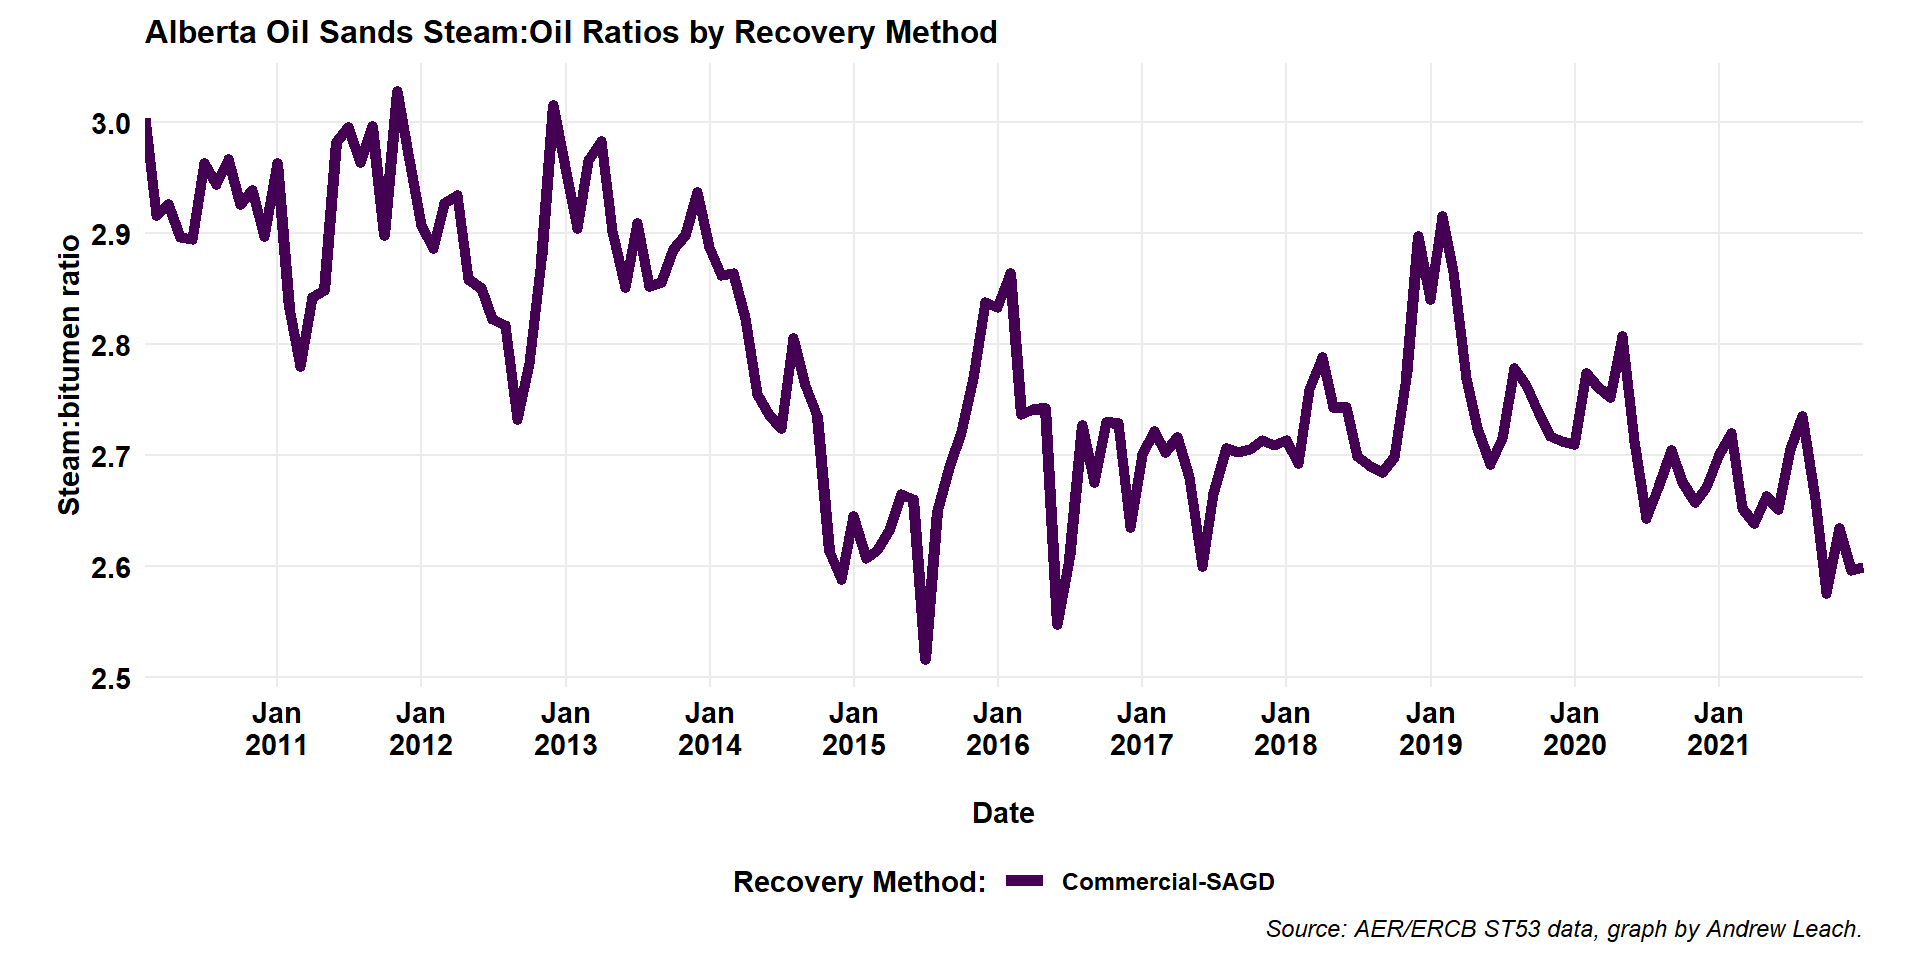 Alberta Oil Sands Steam:Oil Ratios by Recovery Method
Steam:bitumen ratio
3.0
2.9
2.8
2.7
2.6
2.5
Jan Jan Jan Jan Jan Jan Jan Jan Jan Jan Jan
2011 2012 2013 2014 2015 2016 2017 2018 2019 2020 2021
Date
Recovery Method: Commercial-SAGD
Source: AER/ERCB ST53 data, graph by Andrew Leach.